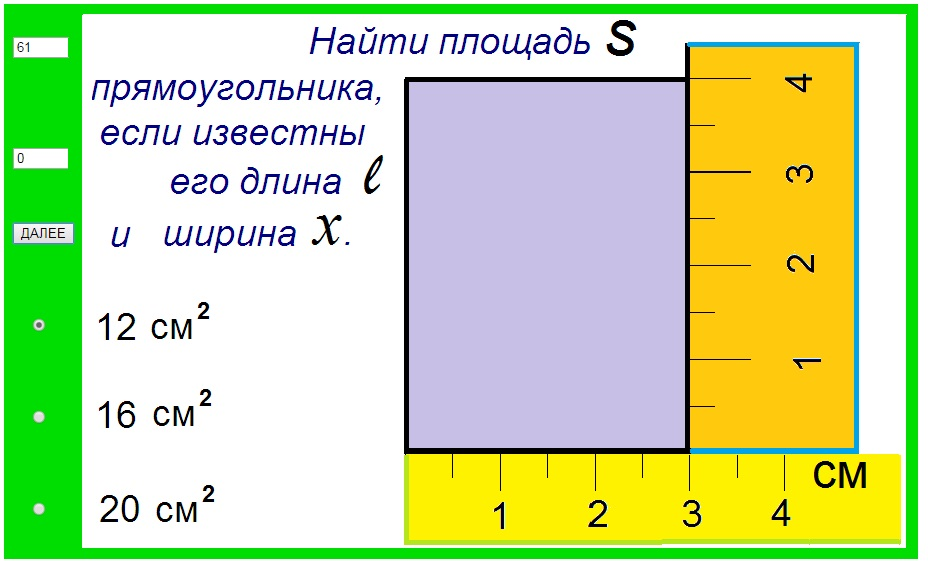 61
0
ДАЛЕЕ
Найти площадь S
прямоугольника,
если известны
его длина ℓ
и ширина x.
12 см²
16 см²
20 см²
4
3
2
1
см
1 2 3 4